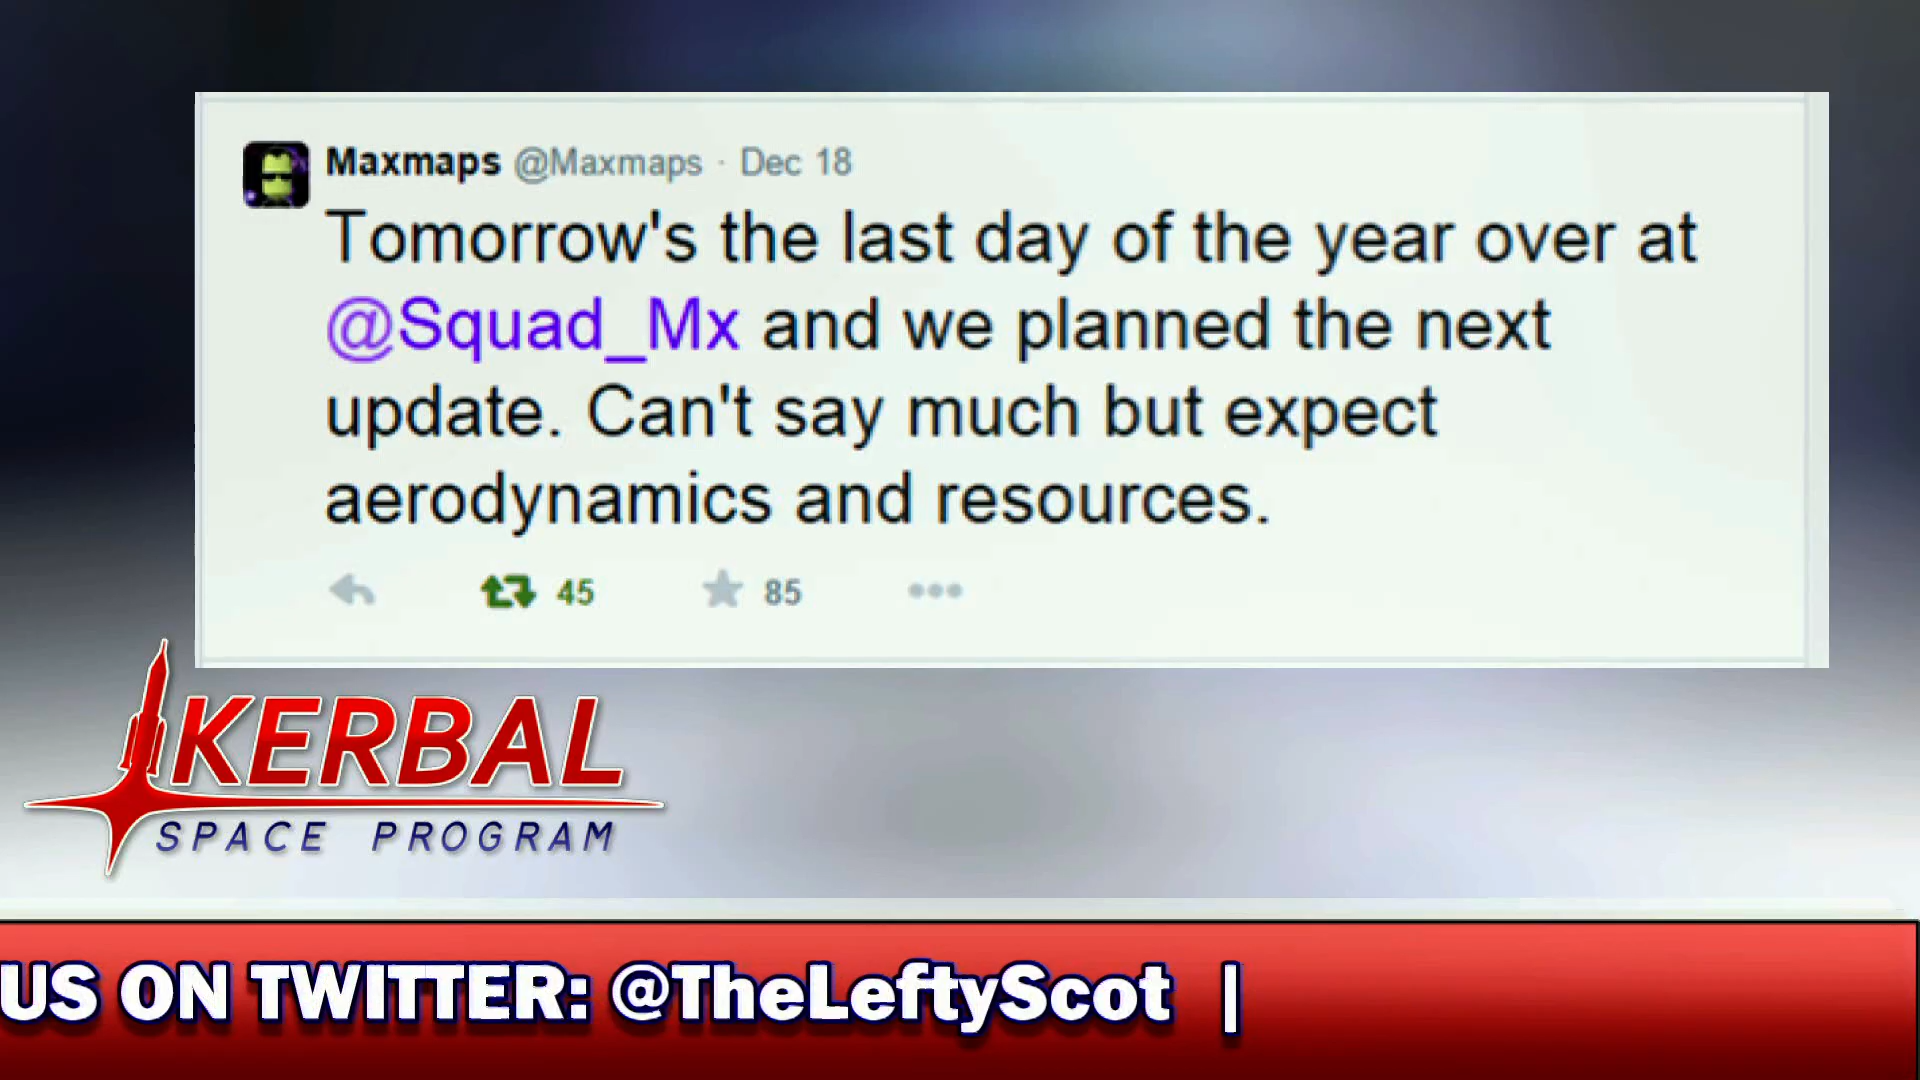 Maxmaps @Maxmaps · Dec 18
Tomorrow's the last day of the year over at
@Squad_Mx and we planned the next
update. Can't say much but expect
aerodynamics and resources.
45 85
KERBAL
SPACE PROGRAM
US ON TWITTER: @TheLeftyScot |